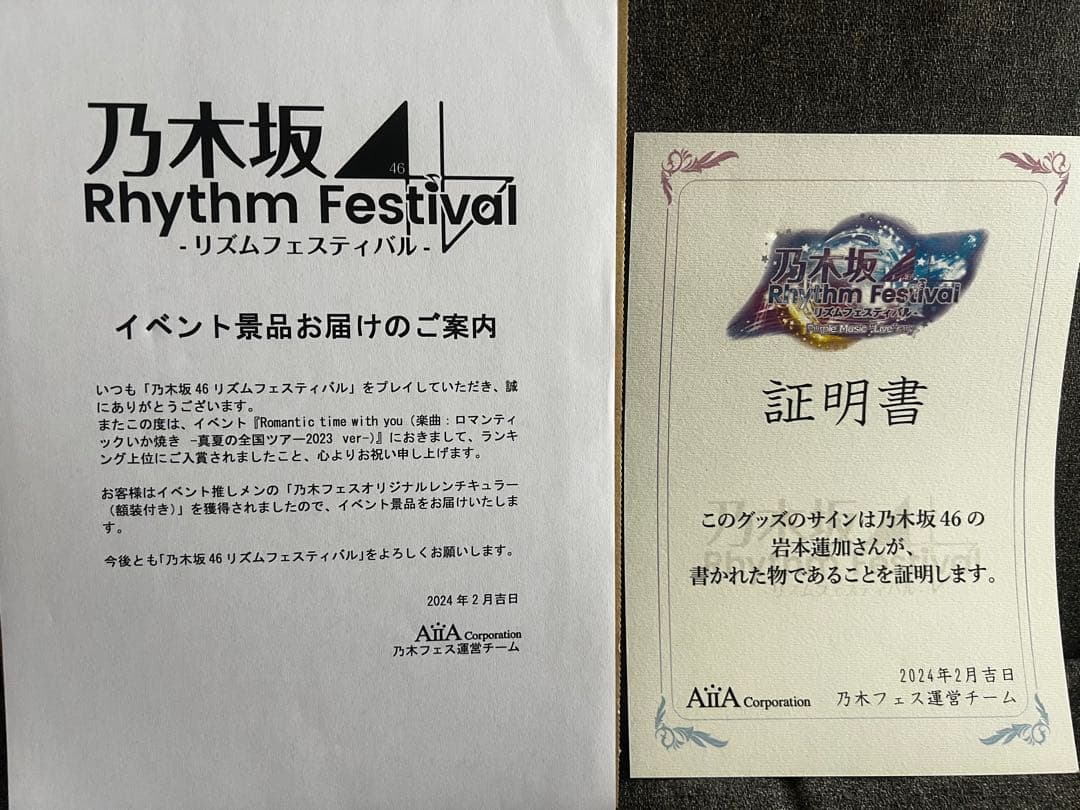 乃木坂
46
Rhythm Festival
- リズムフェスティバル -
イベント景品お届けのご案内
いつも「乃木坂46リズムフェスティバル」をプレイしていただき、誠
にありがとうございます。
またこの度は、イベント『Romantic time with you（楽曲：ロマンティ
ックいか焼き −真夏の全国ツアー2023 ver−）』におきまして、ランキ
ング上位にご入賞されましたこと、心よりお祝い申し上げます。
お客様はイベント推しメンの「乃木フェスオリジナルレンチキュラー
（額装付き）」を獲得されましたので、イベント景品をお届けいたしま
す。
今後とも「乃木坂46リズムフェスティバル」をよろしくお願いします。
2024年2月吉日
AiiA Corporation
乃木フェス運営チーム
乃木坂
Rhythm Festival
- リズムフェスティバル -
証明書
このグッズのサインは乃木坂46の
岩本蓮加さんが、
書かれた物であることを証明します。
2024年2月吉日
AiiA Corporation 乃木フェス運営チーム